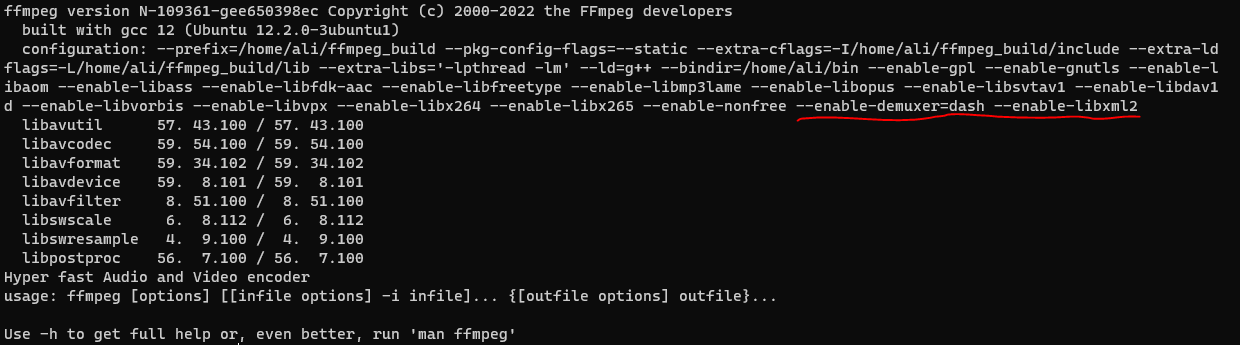 ffmpeg version N-109361-gee650398ec Copyright (c) 2000-2022 the FFmpeg developers
  built with gcc 12 (Ubuntu 12.2.0-3ubuntu1)
  configuration: --prefix=/home/ali/ffmpeg_build --pkg-config-flags=--static --extra-cflags=-I/home/ali/ffmpeg_build/include --extra-ld
flags=-L/home/ali/ffmpeg_build/lib --extra-libs='-lpthread -lm' --ld=g++ --bindir=/home/ali/bin --enable-gpl --enable-gnutls --enable-l
ibaom --enable-libass --enable-libfdk-aac --enable-libfreetype --enable-libmp3lame --enable-libopus --enable-libsvtav1 --enable-libdav1
d --enable-libvorbis --enable-libvpx --enable-libx264 --enable-libx265 --enable-nonfree --enable-demuxer=dash --enable-libxml2
  libavutil      57. 43.100 / 57. 43.100
  libavcodec     59. 54.100 / 59. 54.100
  libavformat    59. 34.102 / 59. 34.102
  libavdevice    59.  8.101 / 59.  8.101
  libavfilter     8. 51.100 /  8. 51.100
  libswscale      6.  8.112 /  6.  8.112
  libswresample   4.  9.100 /  4.  9.100
  libpostproc    56.  7.100 / 56.  7.100
Hyper fast Audio and Video encoder
usage: ffmpeg [options] [[infile options] -i infile]... {[outfile options] outfile}...

Use -h to get full help or, even better, run 'man ffmpeg'